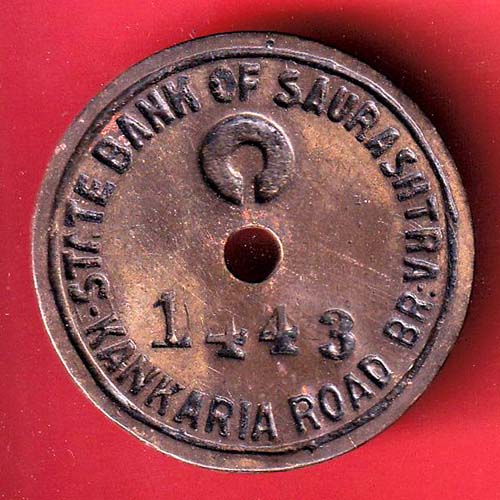 STATE BANK OF SAURASHTRA
1443
KANKARIA ROAD BR.